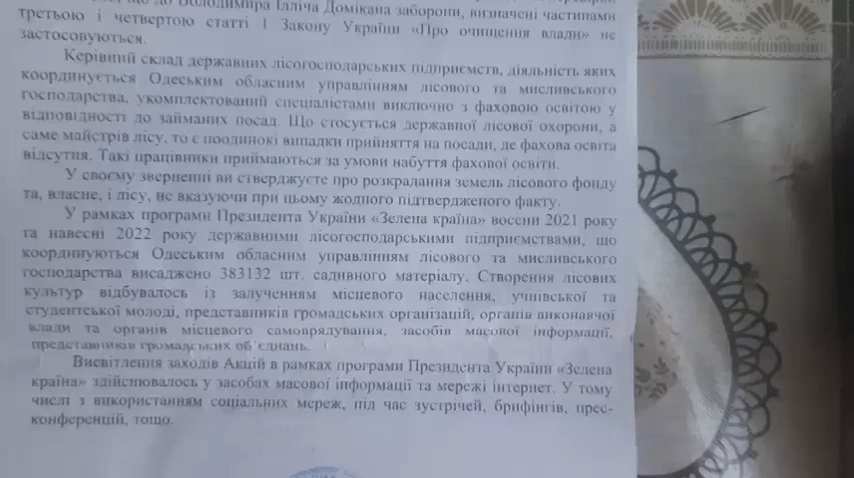 що до Володимира Ілліча Домікана заборони, визначені частинами
третьою і четвертою статті 1 Закону України «Про очищення влади» не
застосовуються.
Керівний склад державних лісогосподарських підприємств, діяльність яких
координується Одеським обласним управлінням лісового та мисливського
господарства, укомплектований спеціалістами виключно з фаховою освітою у
відповідності до займаних посад. Що стосується державної лісової охорони, а
саме майстрів лісу, то є поодинокі випадки прийняття на посади, де фахова освіта
відсутня. Такі працівники приймаються за умови набуття фахової освіти.
У своєму зверненні ви стверджуєте про розкрадання земель лісового фонду
та, власне, і лісу, не вказуючи при цьому жодного підтвердженого факту.
У рамках програми Президента України «Зелена країна» восени 2021 року
та навесні 2022 року державними лісогосподарськими підприємствами, що
координуються Одеським обласним управлінням лісового та мисливського
господарства висаджено 383132 шт. садивного матеріалу. Створення лісових
культур відбувалось із залученням місцевого населення, учнівської та
студентської молоді, представників громадських організацій, органів виконавчої
влади та органів місцевого самоврядування, засобів масової інформації,
представників громадських об'єднань.
Висвітлення заходів Акцій в рамках програми Президента України «Зелена
країна» здійснювалось у засобах масової інформації та мережі інтернет. У тому
числі з використанням соціальних мереж, під час зустрічей, брифінгів, прес-
конференцій, тощо.